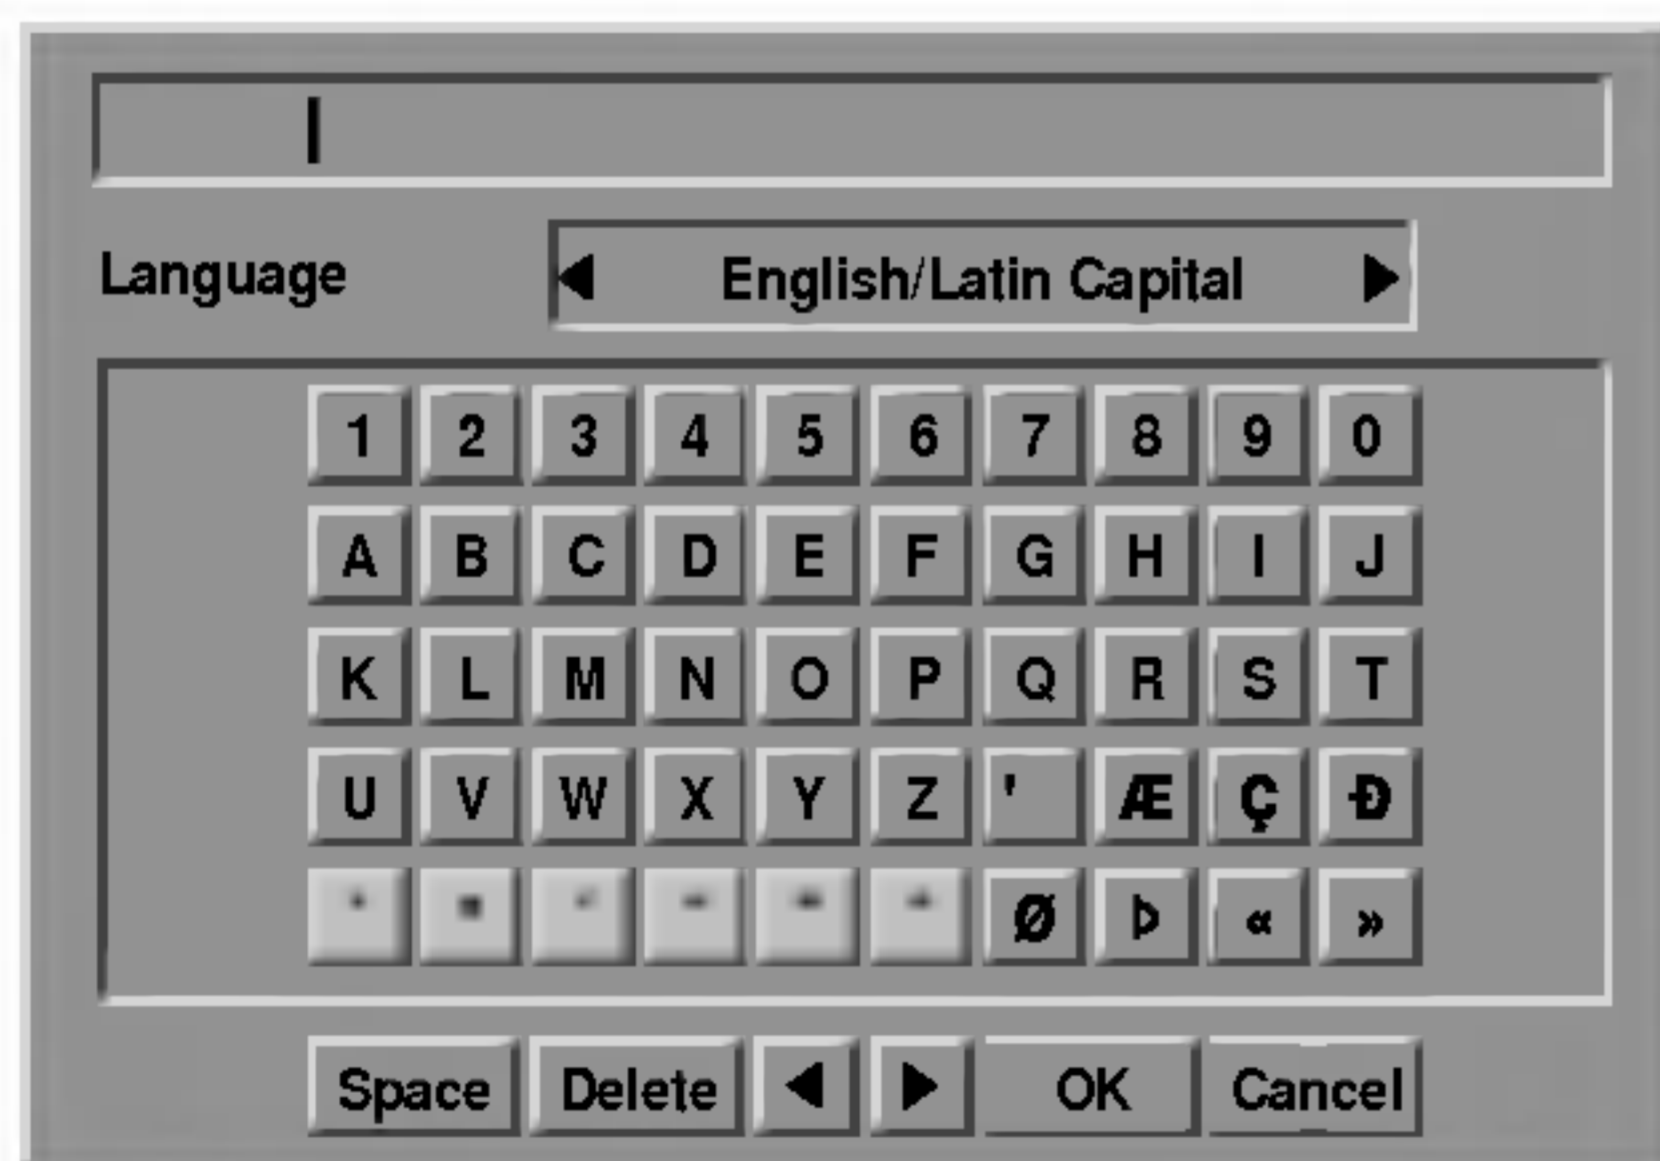 Language ◀ English/Latin Capital ▶
1 2 3 4 5 6 7 8 9 0
A B C D E F G H I J
K L M N O P Q R S T
U V W X Y Z ' Æ Ç Ð
Ø Þ « »
Space Delete ◀ ▶ OK Cancel